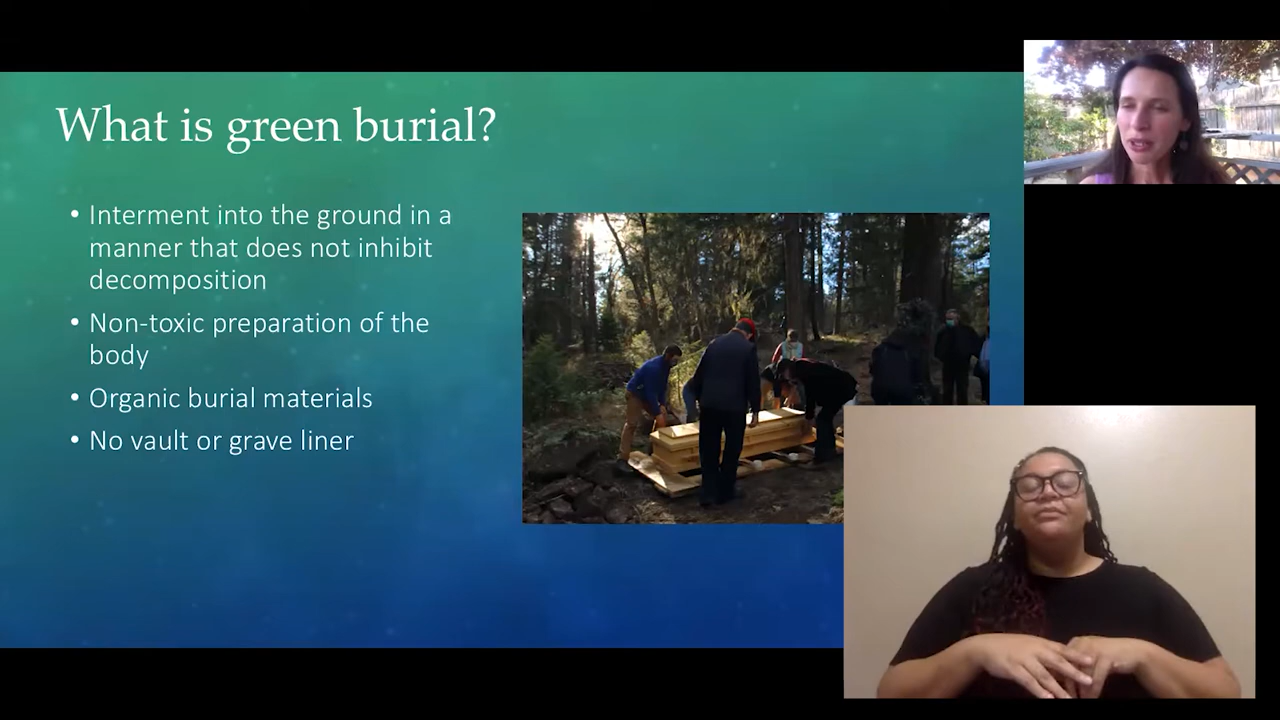 What is green burial?
• Interment into the ground in a
manner that does not inhibit
decomposition
• Non-toxic preparation of the
body
• Organic burial materials
• No vault or grave liner